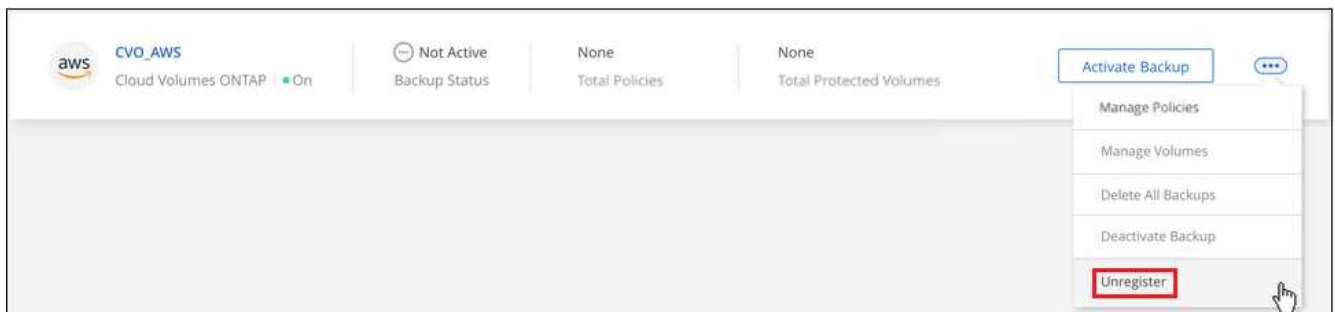 aws
CVO_AWS
Cloud Volumes ONTAP
On
Not Active
Backup Status
None
Total Policies
None
Total Protected Volumes
Activate Backup
Manage Policies
Manage Volumes
Delete All Backups
Deactivate Backup
Unregister